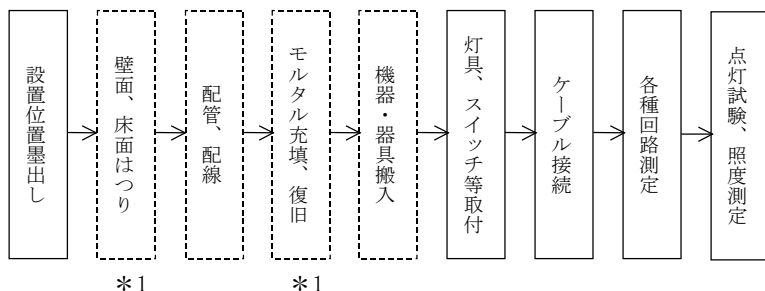 設置位置墨出し
壁面、床面はつり
配管、配線
モルタル充填、復旧
機器・器具搬入
灯具、スイッチ等取付
ケーブル接続
各種回路測定
点灯試験、照度測定
＊1
＊1